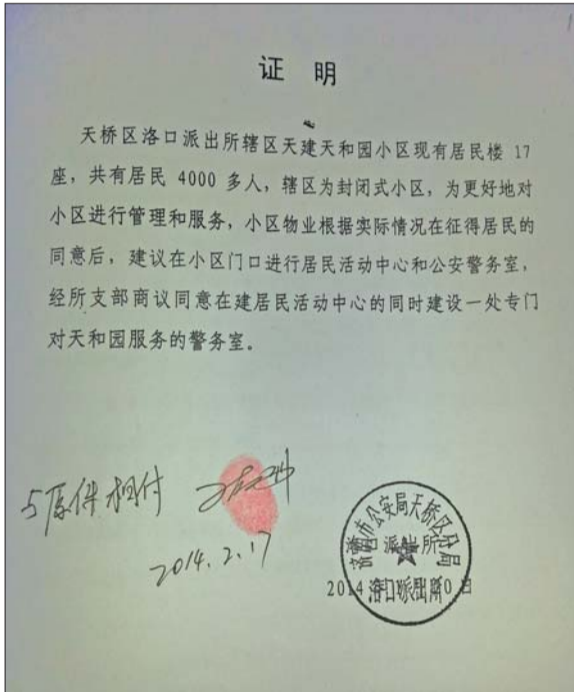 证 明
天桥区洛口派出所辖区天建天和园小区现有居民楼 17
座，共有居民 4000 多人，辖区为封闭式小区，为更好地对
小区进行管理和服务，小区物业根据实际情况在征得居民的
同意后，建议在小区门口进行居民活动中心和公安警务室，
经所支部商议同意在建居民活动中心的同时建设一处专门
对天和园服务的警务室。
与原件相付
2014.2.17
济南市公安局天桥区分局
洛口派出所
2014
日